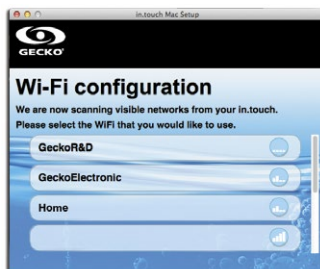 in.touch Mac Setup
GECKO
Wi-Fi configuration
We are now scanning visible networks from your in.touch.
Please select the WiFi that you would like to use.
GeckoR&D
GeckoElectronic
Home